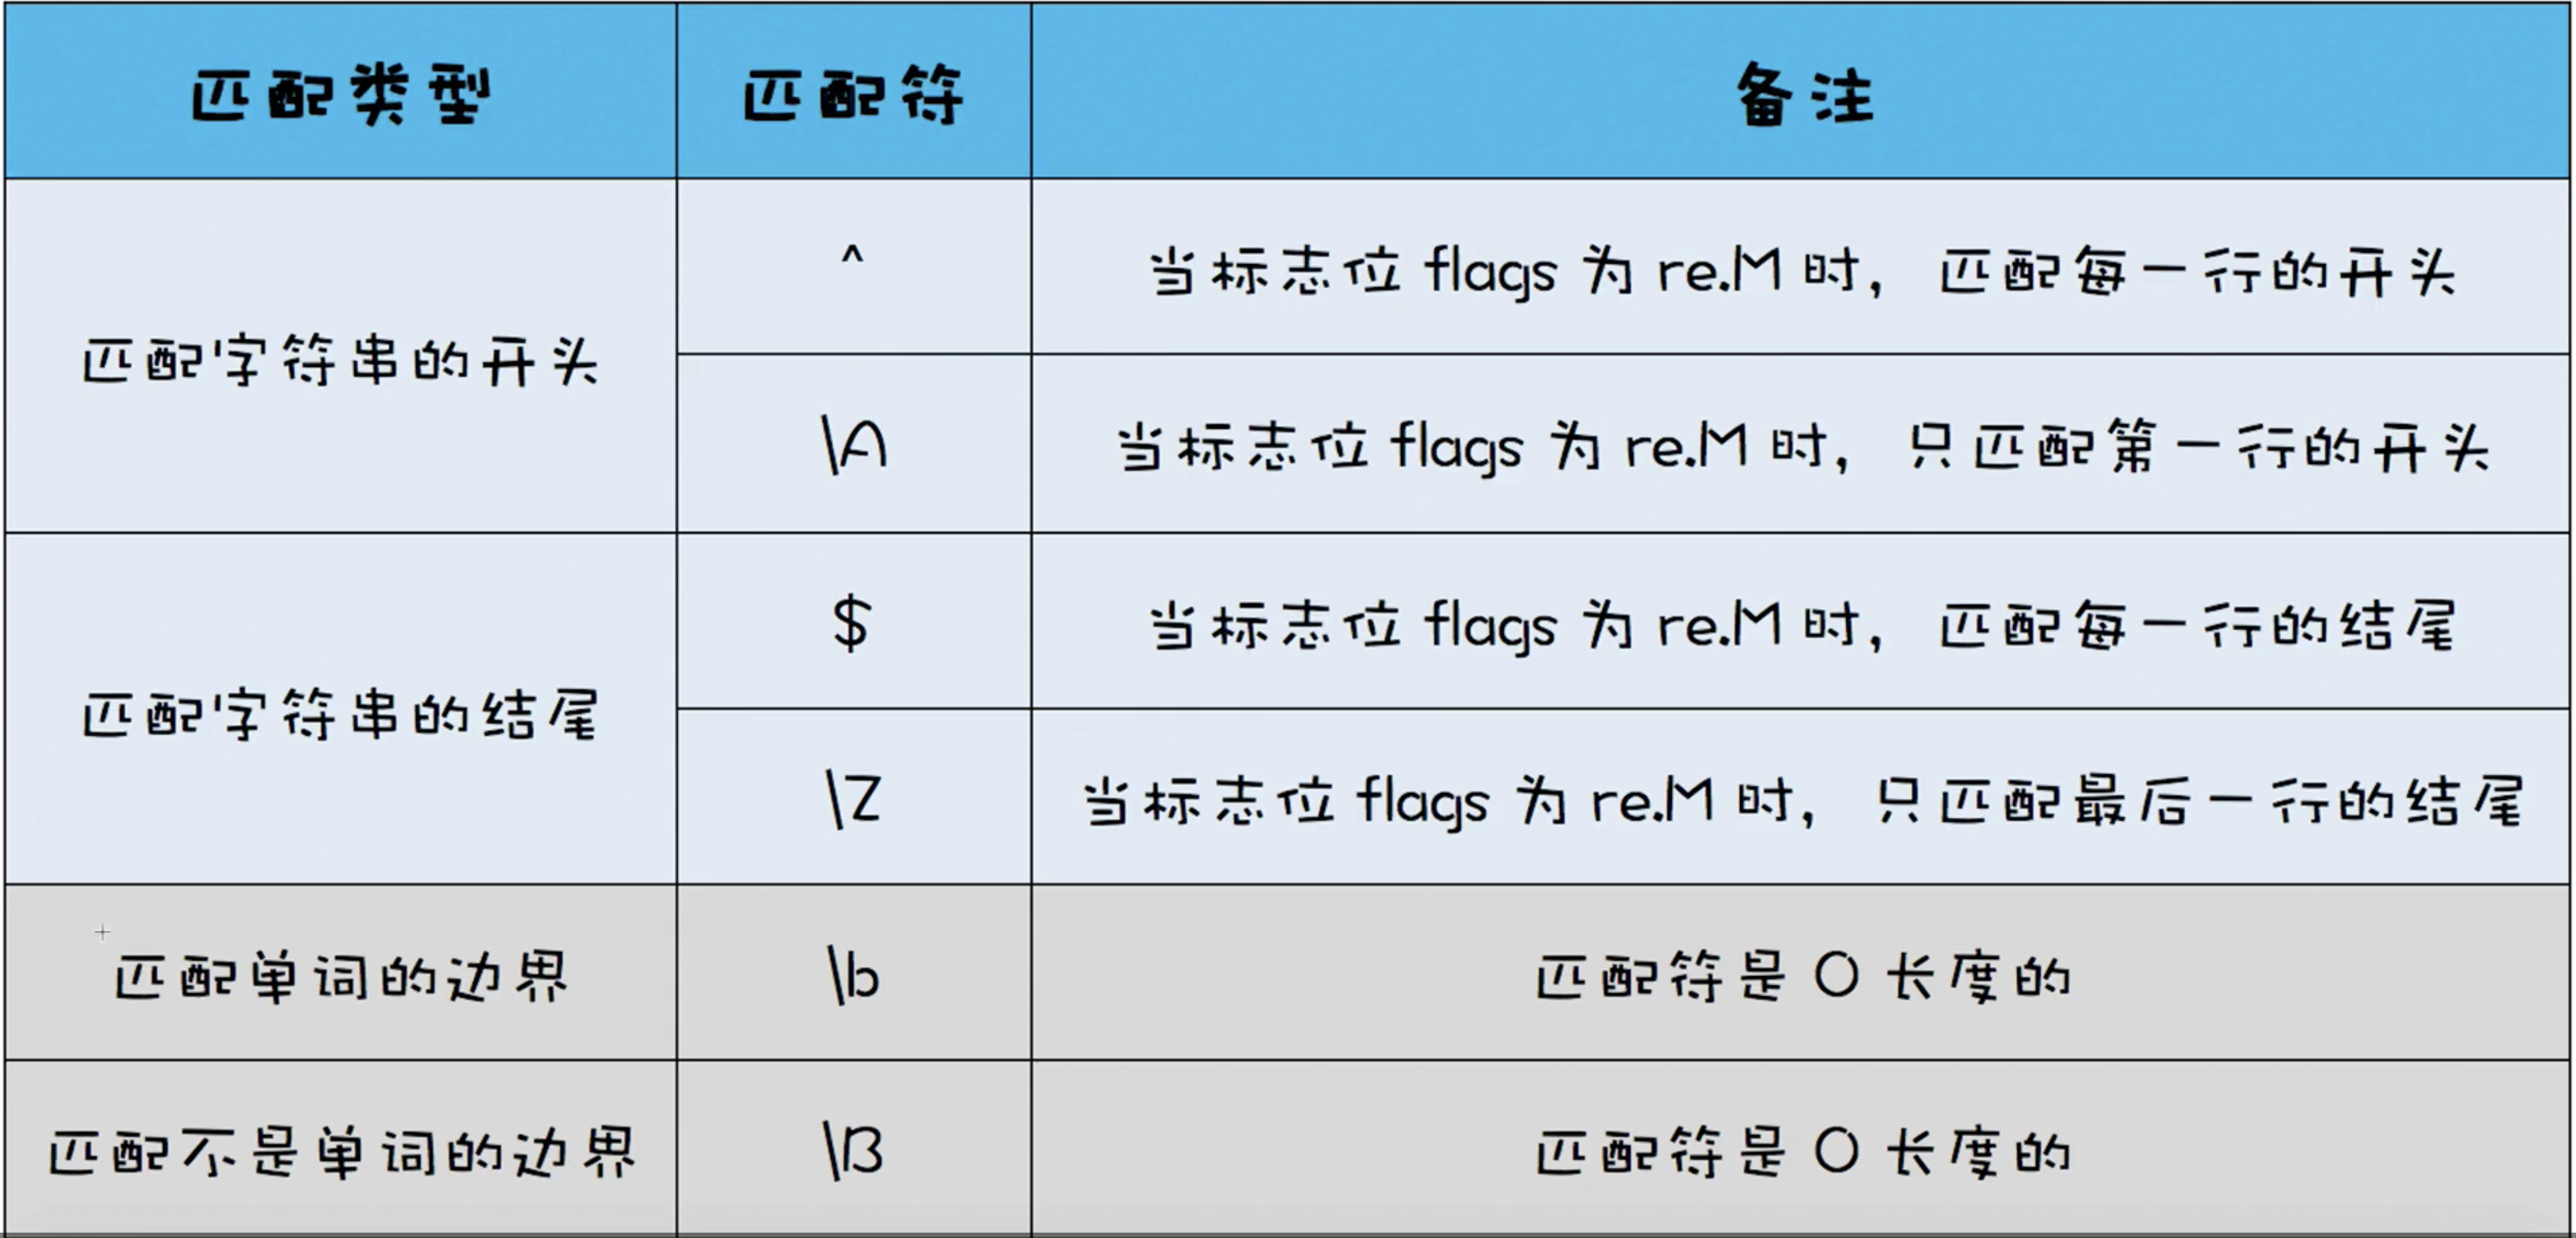 匹配类型 匹配符 备注
匹配字符串的开头
^ 当标志位 flags 为 re.M 时， 匹配每一行的开头
\A 当标志位 flags 为 re.M 时， 只匹配第一行的开头
匹配字符串的结尾
$ 当标志位 flags 为 re.M 时， 匹配每一行的结尾
\Z 当标志位 flags 为 re.M 时， 只匹配最后一行的结尾
匹配单词的边界 \b 匹配符是 0 长度的
匹配不是单词的边界 \B 匹配符是 0 长度的